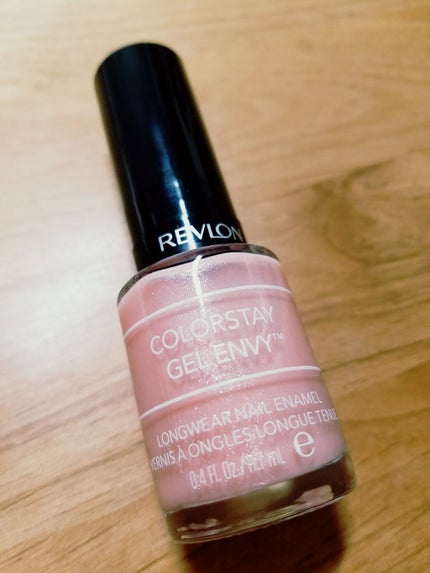 REVLON
COLORSTAY
GEL ENVY™
LONGWEAR NAIL ENAMEL
VERNIS À ONGLES LONGUE TENUE
0.4 FL. OZ./11.7 mL e